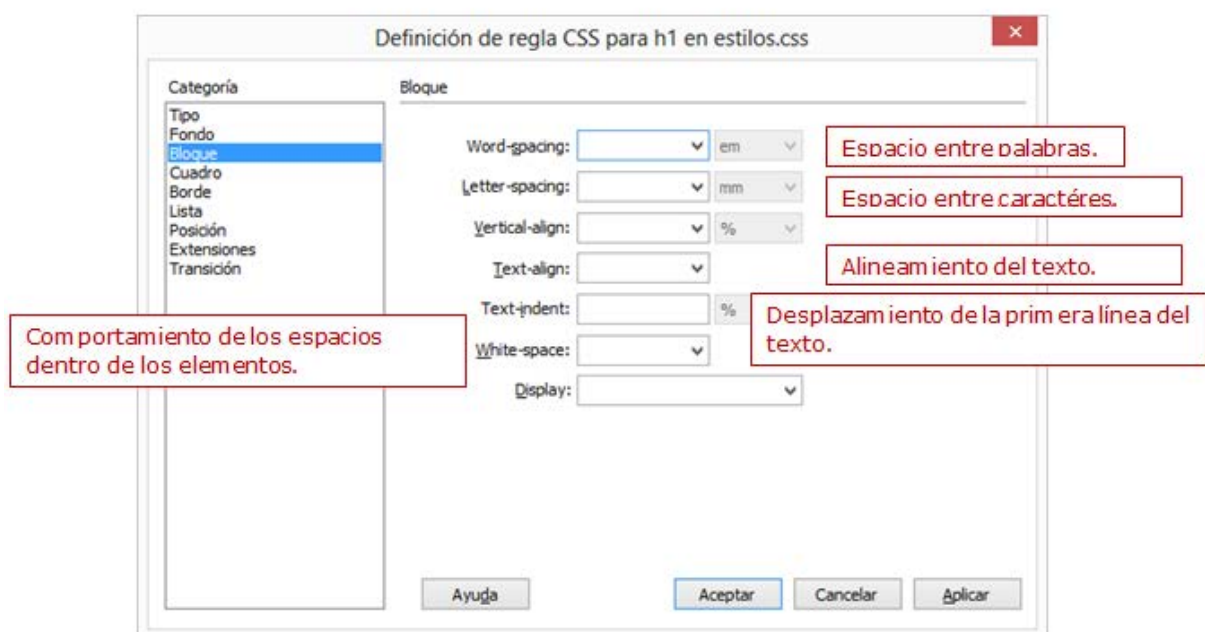 Definición de regla CSS para h1 en estilos.css
Categoría
Tipo
Fondo
Bloque
Cuadro
Borde
Lista
Posición
Extensiones
Transición
Bloque
Word-spacing: em
Espacio entre palabras.
Letter-spacing: mm
Espacio entre caractéres.
Vertical-align: %
Text-align:
Alineamiento del texto.
Text-indent: %
Desplazamiento de la primera línea del
texto.
Comportamiento de los espacios
dentro de los elementos.
White-space:
Display:
Ayuda
Aceptar
Cancelar
Aplicar